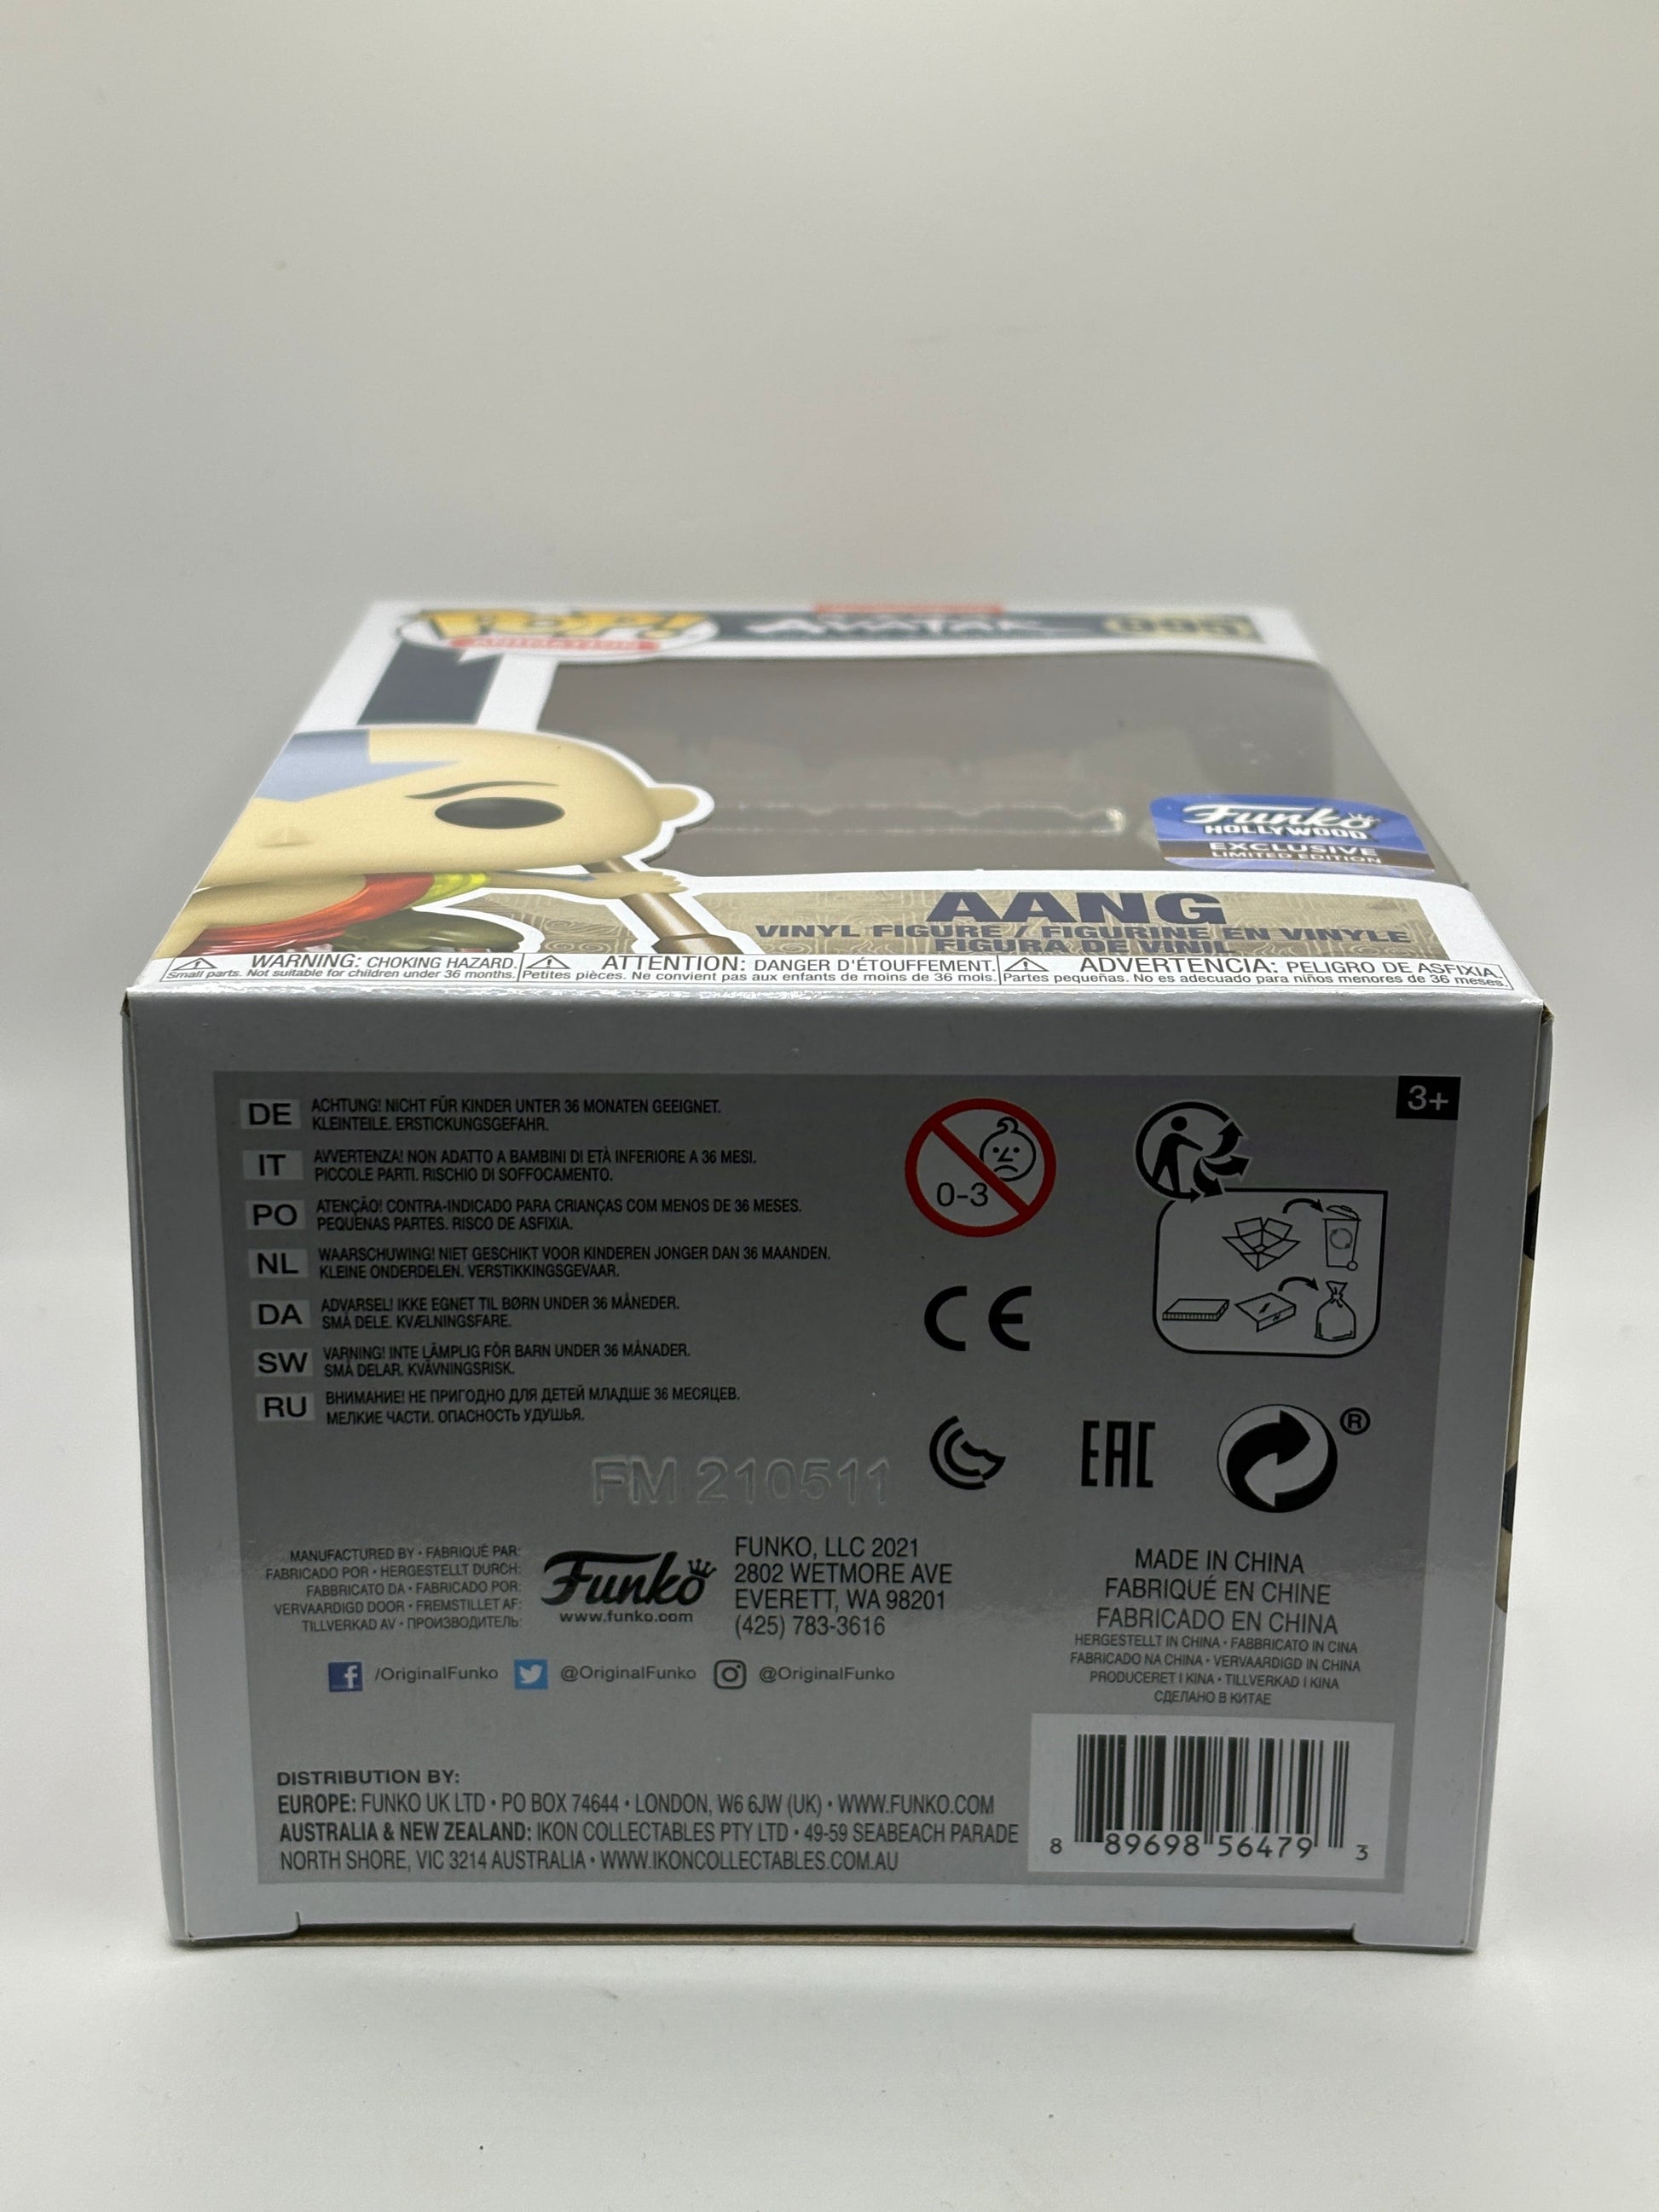 POP!
ANIMATION
AVATAR
995
Funko
HOLLYWOOD
EXCLUSIVE
LIMITED EDITION
AANG
VINYL FIGURE / FIGURINE EN VINYLE
FIGURA DE VINIL
WARNING: CHOKING HAZARD.
Small parts. Not suitable for children under 36 months.
ATTENTION: DANGER D'ÉTOUFFEMENT.
Petites pièces. Ne convient pas aux enfants de moins de 36 mois.
ADVERTENCIA: PELIGRO DE ASFIXIA.
Partes pequeñas. No es adecuado para niños menores de 36 meses.
3+
DE ACHTUNG! NICHT FÜR KINDER UNTER 36 MONATEN GEEIGNET.
KLEINTEILE. ERSTICKUNGSGEFAHR.
IT AVVERTENZA! NON ADATTO A BAMBINI DI ETÀ INFERIORE A 36 MESI.
PICCOLE PARTI. RISCHIO DI SOFFOCAMENTO.
PO ATENÇÃO! CONTRA-INDICADO PARA CRIANÇAS COM MENOS DE 36 MESES.
PEQUENAS PARTES. RISCO DE ASFIXIA.
NL WAARSCHUWING! NIET GESCHIKT VOOR KINDEREN JONGER DAN 36 MAANDEN.
KLEINE ONDERDELEN. VERSTIKKINGSGEVAAR.
DA ADVARSEL! IKKE EGNET TIL BØRN UNDER 36 MÅNEDER.
SMÅ DELE. KVÆLNINGSFARE.
SW VARNING! INTE LÄMPLIG FÖR BARN UNDER 36 MÅNADER.
SMÅ DELAR. KVÄVNINGSRISK.
RU ВНИМАНИЕ! НЕ ПРИГОДНО ДЛЯ ДЕТЕЙ МЛАДШЕ 36 МЕСЯЦЕВ.
МЕЛКИЕ ЧАСТИ. ОПАСНОСТЬ УДУШЬЯ.
0-3
CE
EAC
®
FM 210511
MANUFACTURED BY • FABRIQUÉ PAR:
FABRICADO POR • HERGESTELLT DURCH:
FABBRICATO DA • FABRICADO POR:
VERVAARDIGD DOOR • FREMSTILLET AF:
TILLVERKAD AV • ПРОИЗВОДИТЕЛЬ:
Funko
www.funko.com
FUNKO, LLC 2021
2802 WETMORE AVE
EVERETT, WA 98201
(425) 783-3616
MADE IN CHINA
FABRIQUÉ EN CHINE
FABRICADO EN CHINA
HERGESTELLT IN CHINA • FABBRICATO IN CINA
FABRICADO NA CHINA • VERVAARDIGD IN CHINA
PRODUCERET I KINA • TILLVERKAD I KINA
СДЕЛАНО В КИТАЕ
f /OriginalFunko @OriginalFunko @OriginalFunko
DISTRIBUTION BY:
EUROPE: FUNKO UK LTD • PO BOX 74644 • LONDON, W6 6JW (UK) • WWW.FUNKO.COM
AUSTRALIA & NEW ZEALAND: IKON COLLECTABLES PTY LTD • 49-59 SEABEACH PARADE
NORTH SHORE, VIC 3214 AUSTRALIA • WWW.IKONCOLLECTABLES.COM.AU
8 89698 56479 3